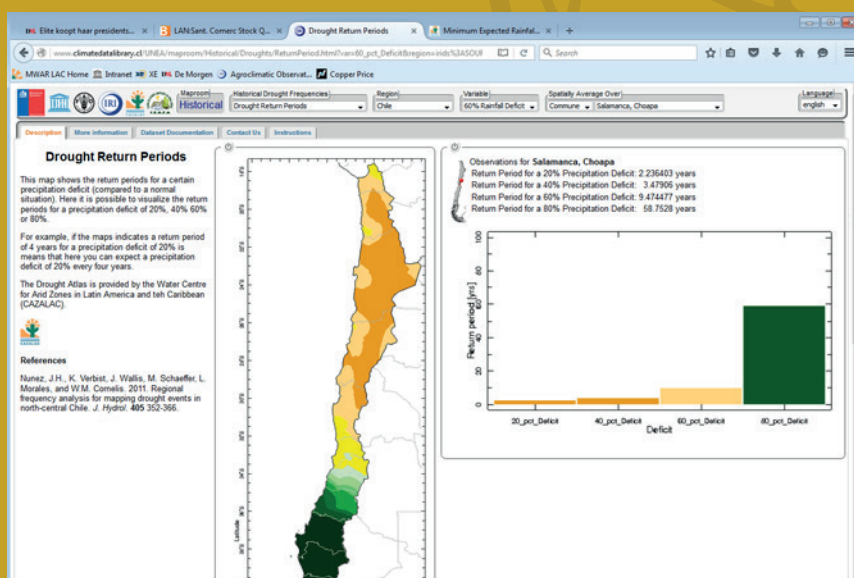 Elite koopt haar presidents...
LAN:Sant. Comerc Stock Q...
Drought Return Periods
Minimum Expected Rainfal...
www.climatedatalibrary.cl/UNEA/maproom/Historical/Droughts/ReturnPeriod.html?var=60_pct_Deficit&region=irids%3ASOUR
Search
MWAR LAC Home
Intranet
XE
De Morgen
Agroclimatic Observat...
Copper Price
Maproom
Historical
Historical Drought Frequencies
Drought Return Periods
Region
Chile
Variable
60% Rainfall Deficit
Spatially Average Over
Commune
Salamanca, Choapa
Language
english
Description
More information
Dataset Documentation
Contact Us
Instructions
Drought Return Periods
This map shows the return periods for a certain
precipitation deficit (compared to a normal
situation). Here it is possible to visualize the return
periods for a precipitation deficit of 20%, 40% 60%
or 80%.
For example, if the maps indicates a return period
of 4 years for a precipitation deficit of 20% is
means that here you can expect a precipitation
deficit of 20% every four years.
The Drought Atlas is provided by the Water Centre
for Arid Zones in Latin America and teh Caribbean
(CAZALAC).
References
Nunez, J.H., K. Verbist, J. Wallis, M. Schaeffer, L.
Morales, and W.M. Cornelis. 2011. Regional
frequency analysis for mapping drought events in
north-central Chile. J. Hydrol. 405 352-366.
Latitude
Observations for Salamanca, Choapa
Return Period for a 20% Precipitation Deficit: 2.236403 years
Return Period for a 40% Precipitation Deficit: 3.47906 years
Return Period for a 60% Precipitation Deficit: 9.474477 years
Return Period for a 80% Precipitation Deficit: 58.7528 years
Return period [yrs]
100
80
60
40
20
0
20_pct_Deficit
40_pct_Deficit
60_pct_Deficit
80_pct_Deficit
Deficit